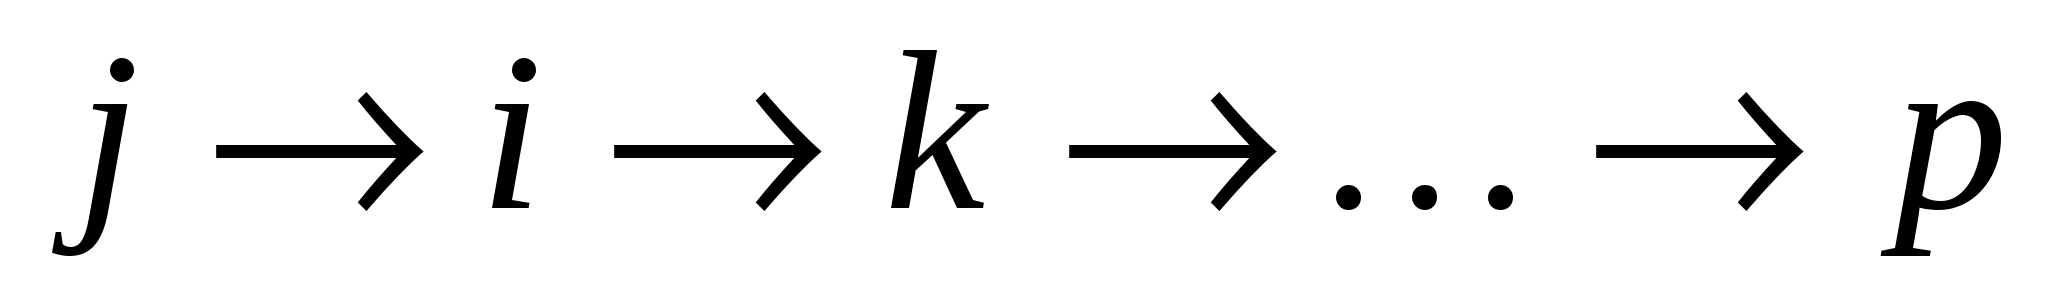 j → i → k → … → p